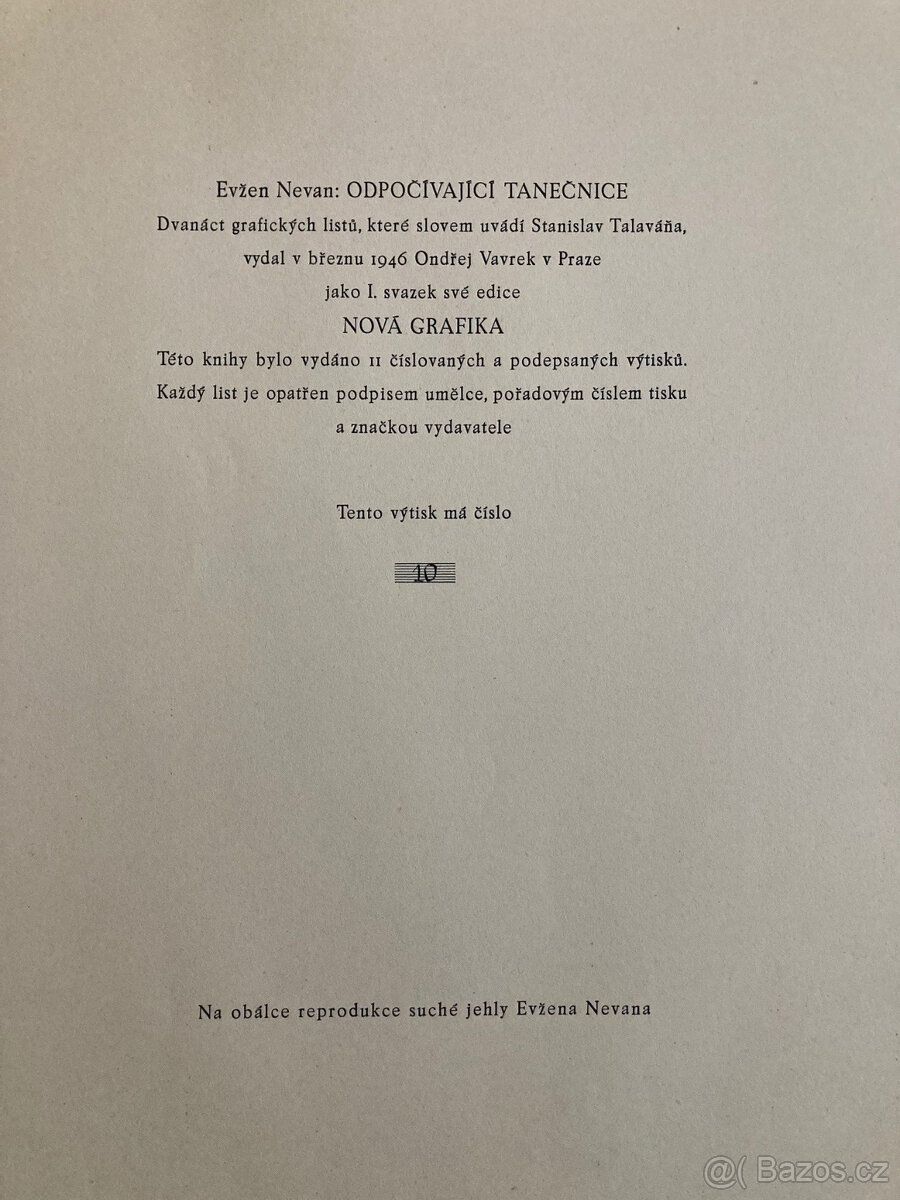 Evžen Nevan: ODPOČÍVAJÍCÍ TANEČNICE
Dvanáct grafických listů, které slovem uvádí Stanislav Talaváňa,
vydal v březnu 1946 Ondřej Vavrek v Praze
jako I. svazek své edice
NOVÁ GRAFIKA
Této knihy bylo vydáno 11 číslovaných a podepsaných výtisků.
Každý list je opatřen podpisem umělce, pořadovým číslem tisku
a značkou vydavatele
Tento výtisk má číslo
10
Na obálce reprodukce suché jehly Evžena Nevana
@( Bazos.cz